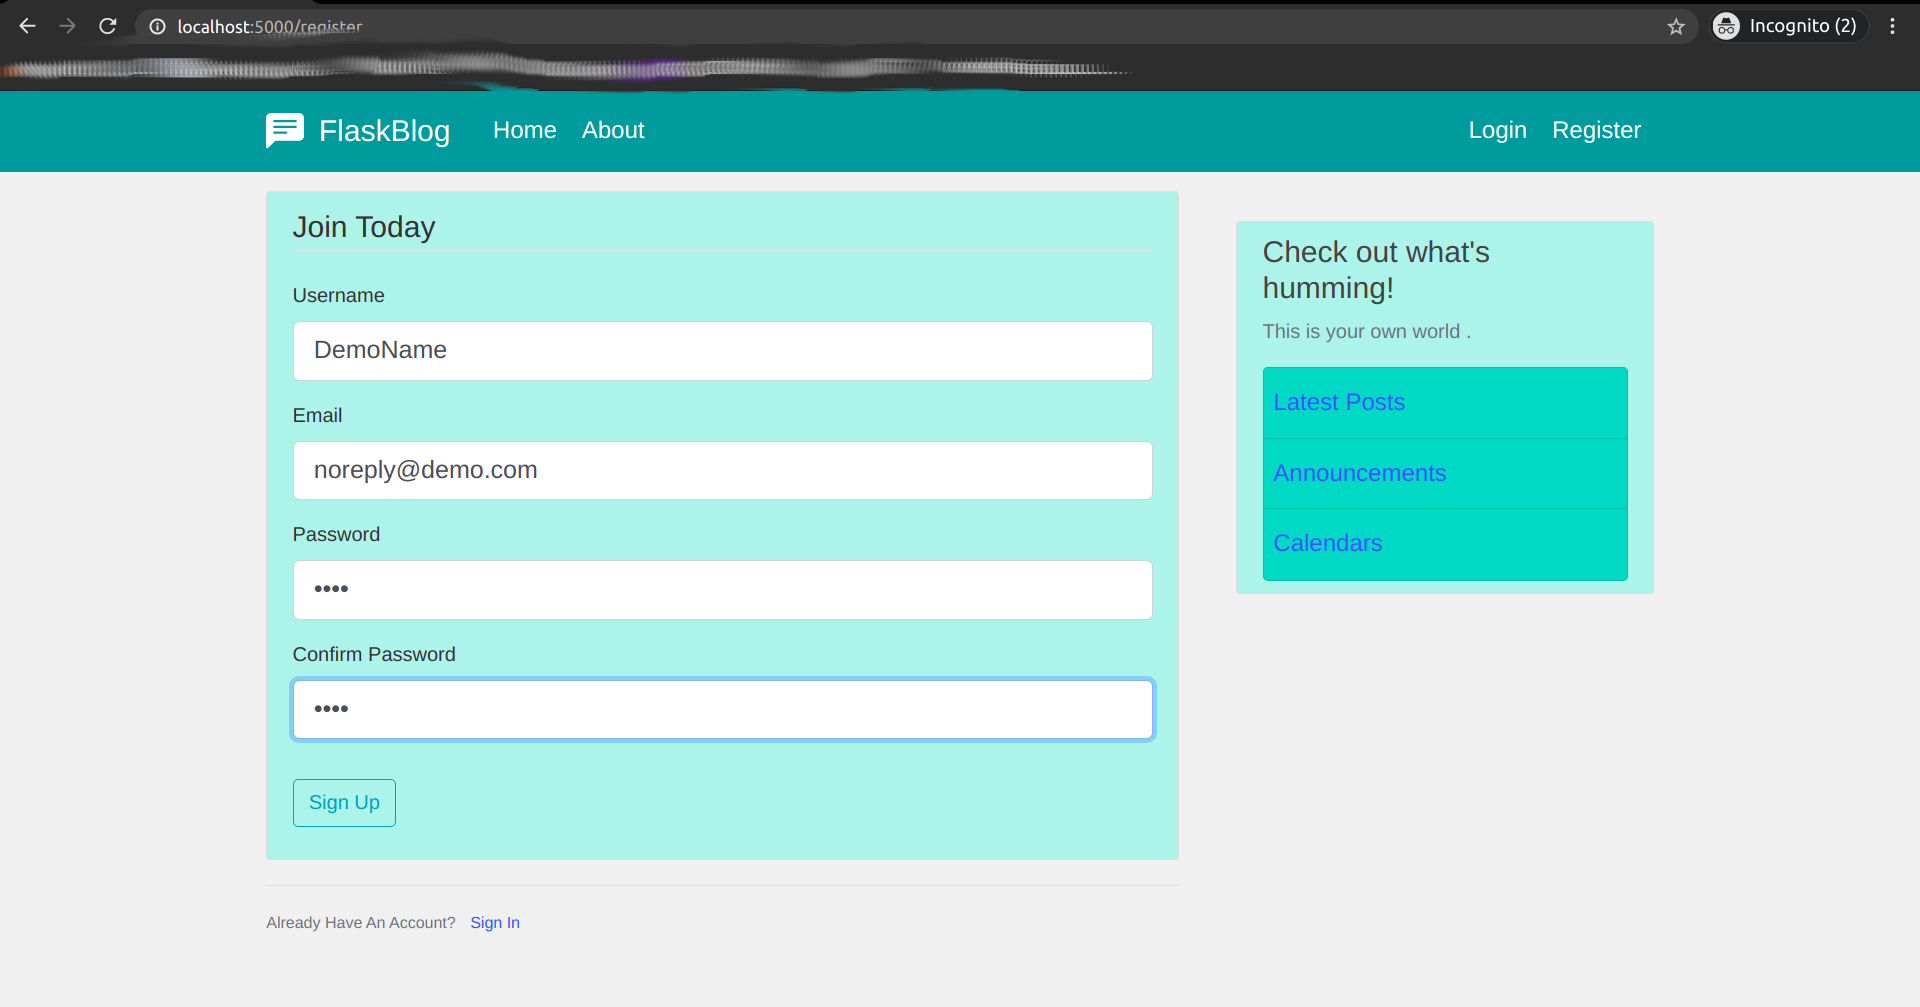 localhost:5000/register
Incognito (2)
FlaskBlog
Home
About
Login
Register
Join Today
Username
DemoName
Email
noreply@demo.com
Password
••••
Confirm Password
••••
Sign Up
Already Have An Account? Sign In
Check out what's
humming!
This is your own world .
Latest Posts
Announcements
Calendars